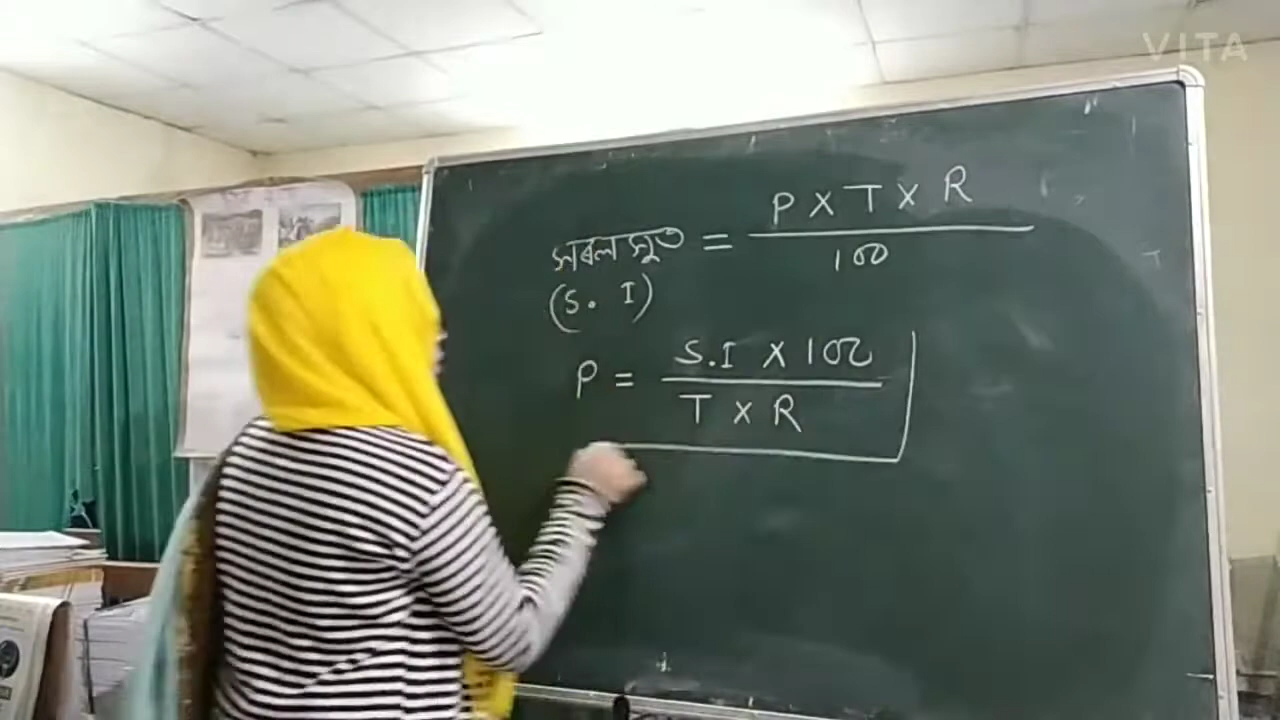 VITA
সৰল সুত = P X T X R / 100
(S. I)
P = S.I X 100 / T X R